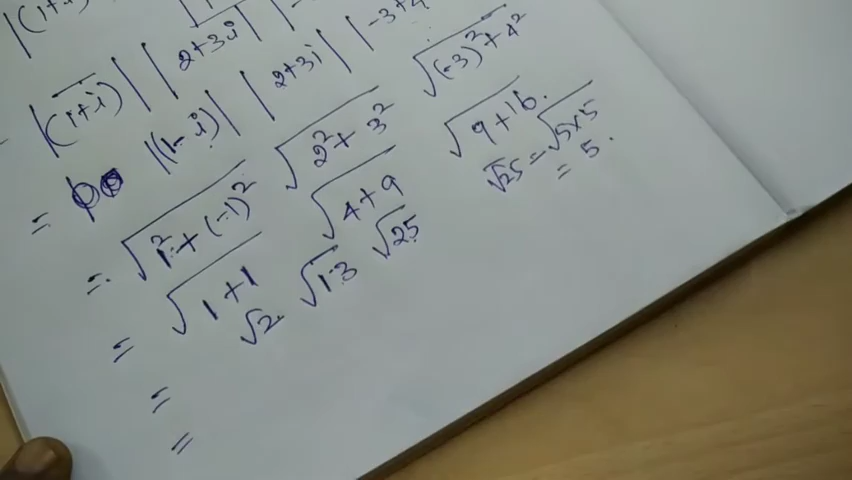 |(1+i)
|(1+i)| |2+3i| |-3+4
= |(1-i)| |2+3i| √(-3)²+4²
= √1²+(-1)² √2²+3² √9+16.
= √1+1 √4+9 √25 = √5×5
= √2 √13 √25 = 5.
=